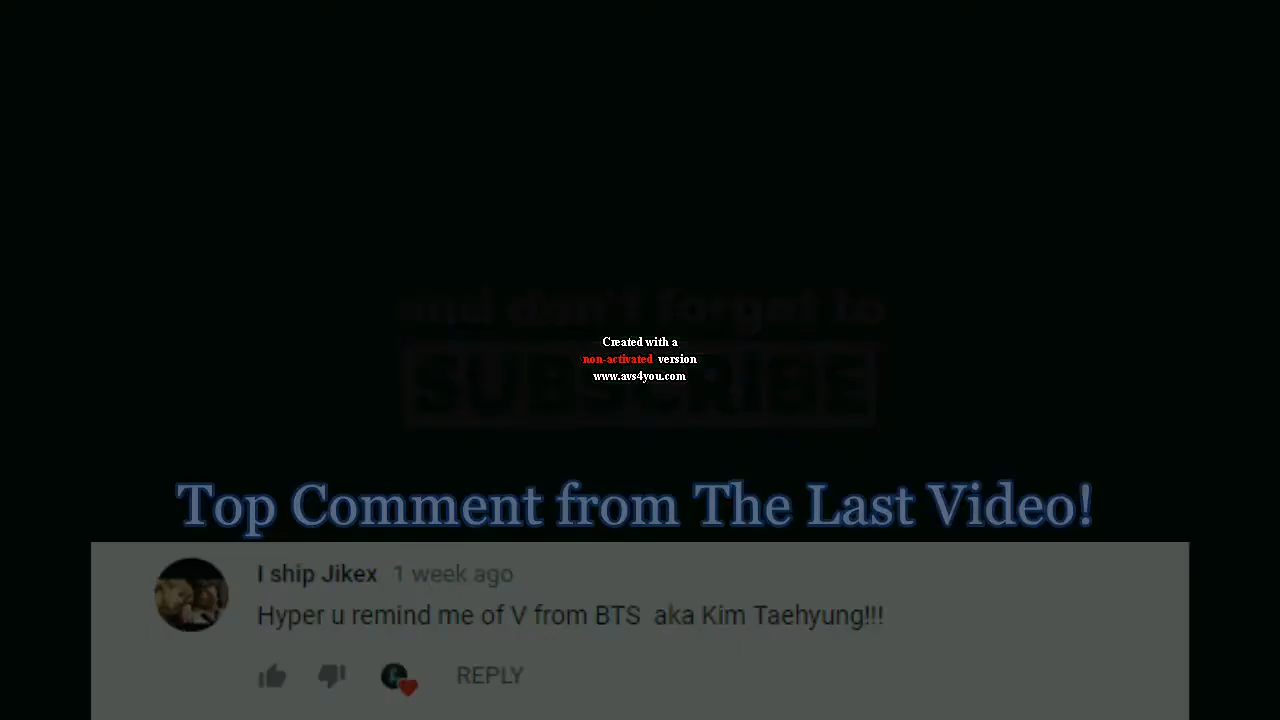 and don't forget to
Created with a
non-activated version
www.avs4you.com
SUBSCRIBE
Top Comment from The Last Video!
I ship Jikex 1 week ago
Hyper u remind me of V from BTS aka Kim Taehyung!!!
REPLY